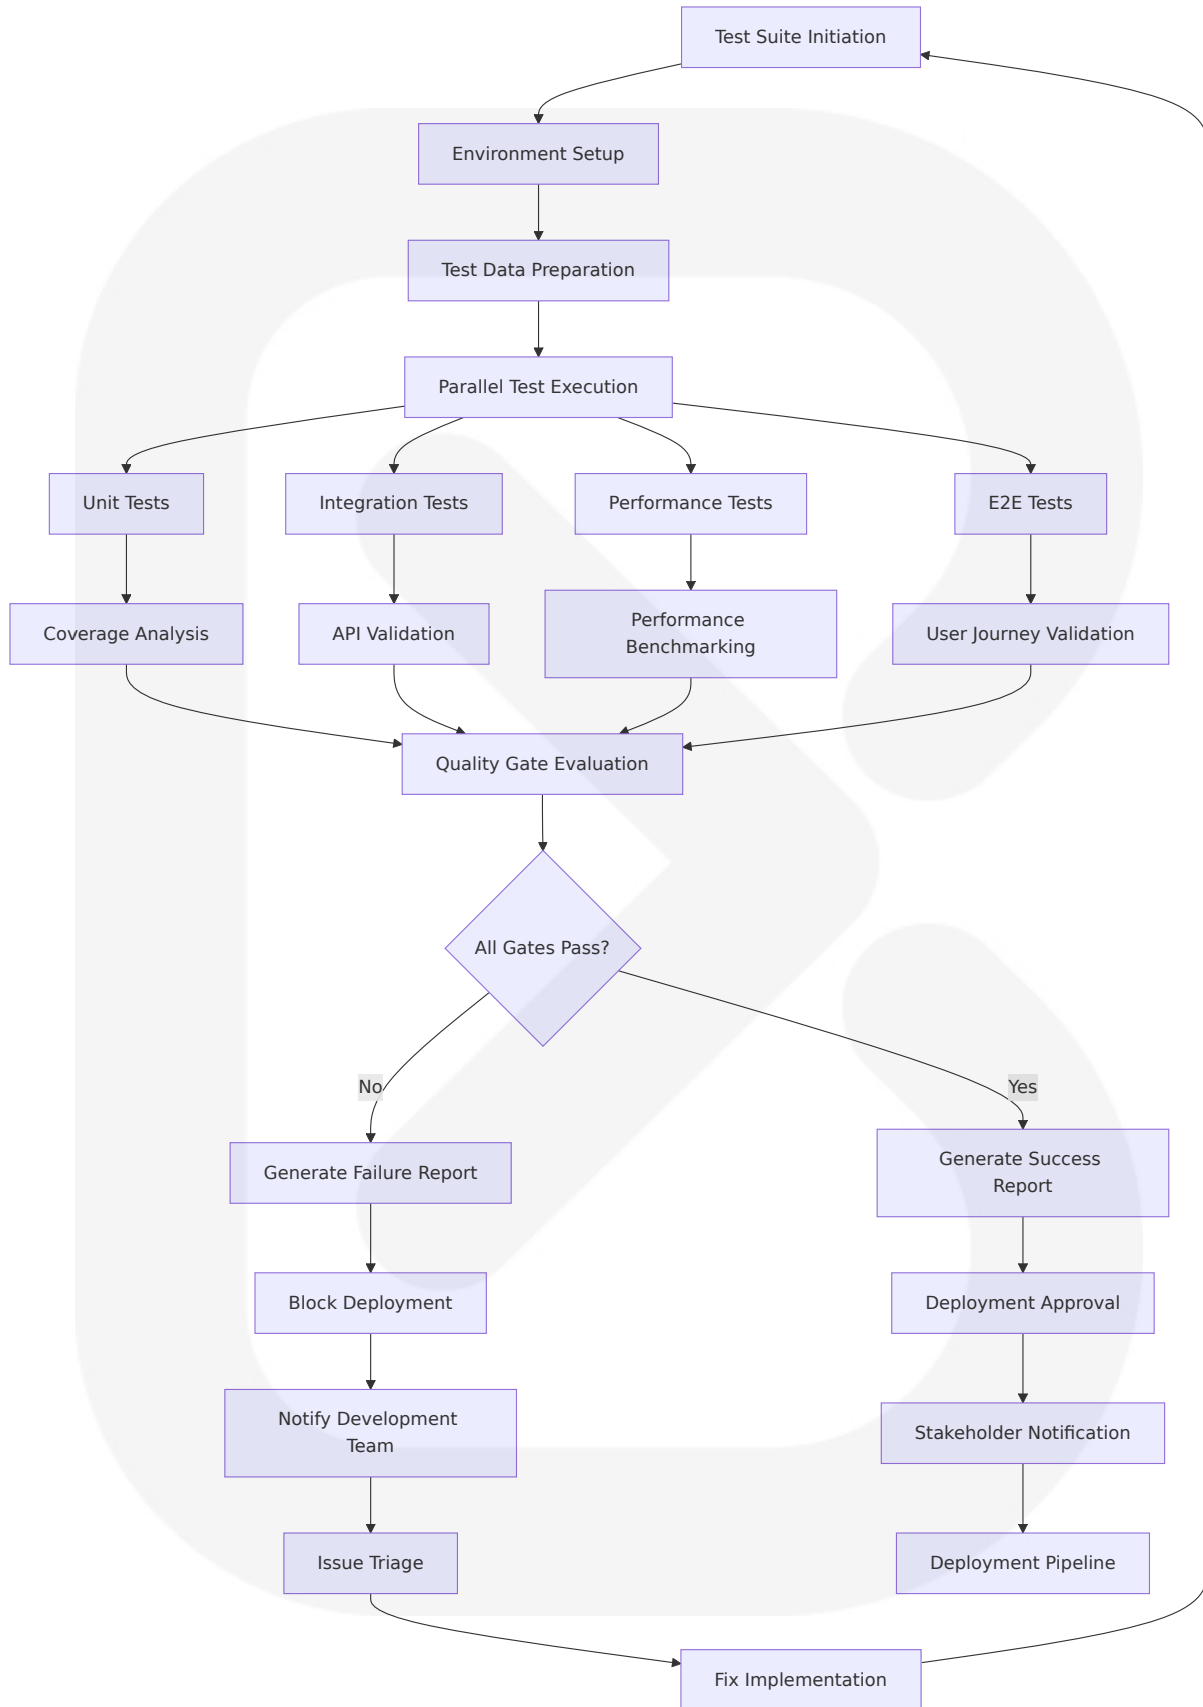 Test Suite Initiation
Environment Setup
Test Data Preparation
Parallel Test Execution
Unit Tests
Integration Tests
Performance Tests
E2E Tests
Coverage Analysis
API Validation
Performance
Benchmarking
User Journey Validation
Quality Gate Evaluation
All Gates Pass?
No
Yes
Generate Failure Report
Generate Success
Report
Block Deployment
Deployment Approval
Notify Development
Team
Stakeholder Notification
Issue Triage
Deployment Pipeline
Fix Implementation